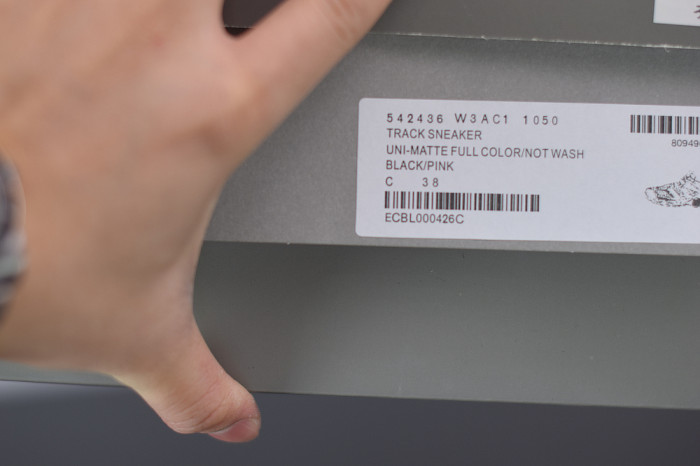 542436 W3AC1 1050
TRACK SNEAKER
UNI-MATTE FULL COLOR/NOT WASH
BLACK/PINK
C 38
ECBL000426C